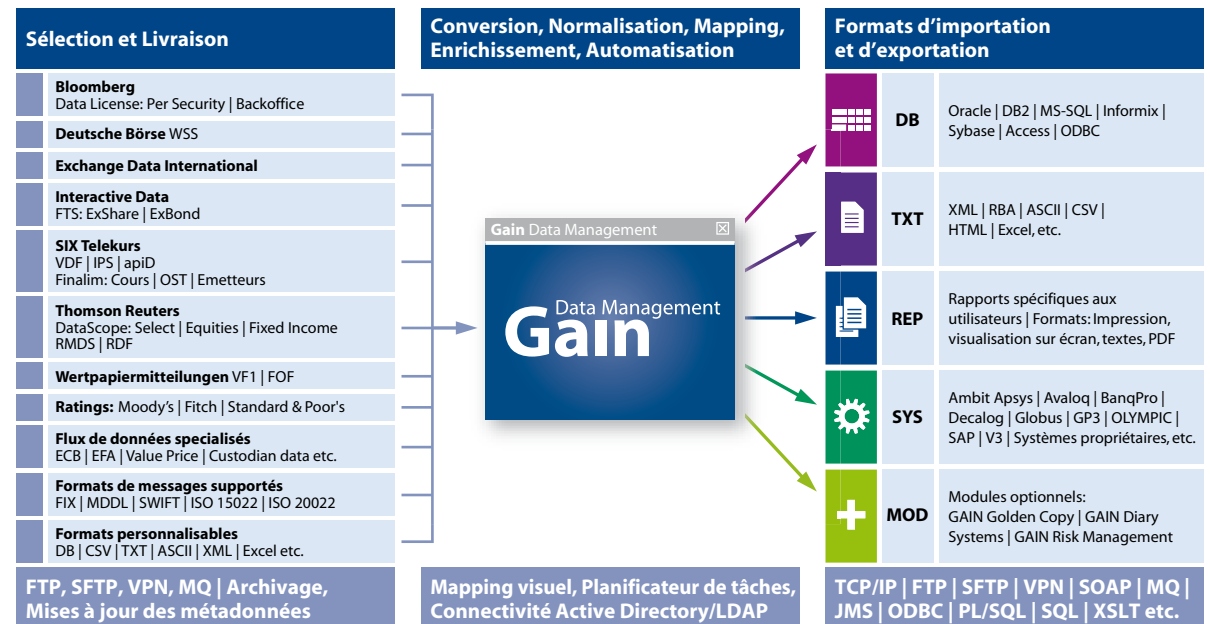 Sélection et Livraison
Bloomberg
Data License: Per Security | Backoffice
Deutsche Börse WSS
Exchange Data International
Interactive Data
FTS: ExShare | ExBond
SIX Telekurs
VDF | IPS | apiD
Finalim: Cours | OST | Emetteurs
Thomson Reuters
DataScope: Select | Equities | Fixed Income
RMDS | RDF
Wertpapiermitteilungen VF1 | FOF
Ratings: Moody's | Fitch | Standard & Poor's
Flux de données specialisés
ECB | EFA | Value Price | Custodian data etc.
Formats de messages supportés
FIX | MDDL | SWIFT | ISO 15022 | ISO 20022
Formats personnalisables
DB | CSV | TXT | ASCII | XML | Excel etc.
FTP, SFTP, VPN, MQ | Archivage,
Mises à jour des métadonnées
Conversion, Normalisation, Mapping,
Enrichissement, Automatisation
Gain Data Management
Data Management
Gain
Mapping visuel, Planificateur de tâches,
Connectivité Active Directory/LDAP
Formats d'importation
et d'exportation
DB
Oracle | DB2 | MS-SQL | Informix |
Sybase | Access | ODBC
TXT
XML | RBA | ASCII | CSV |
HTML | Excel, etc.
REP
Rapports spécifiques aux
utilisateurs | Formats: Impression,
visualisation sur écran, textes, PDF
SYS
Ambit Apsys | Avaloq | BanqPro |
Decalog | Globus | GP3 | OLYMPIC |
SAP | V3 | Systèmes propriétaires, etc.
MOD
Modules optionnels:
GAIN Golden Copy | GAIN Diary
Systems | GAIN Risk Management
TCP/IP | FTP | SFTP | VPN | SOAP | MQ |
JMS | ODBC | PL/SQL | SQL | XSLT etc.